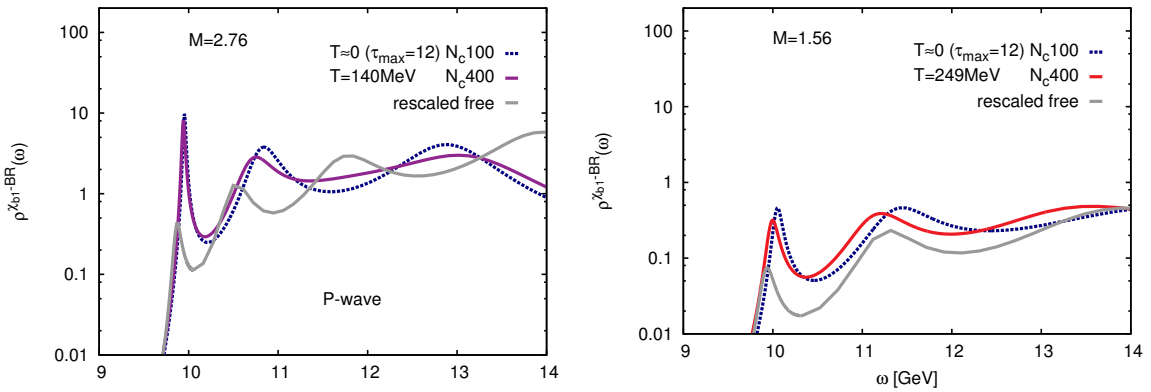 M=2.76
T≈0 (τmax=12) Nc100
T=140MeV Nc400
rescaled free
P-wave
ρχb1-BR(ω)
100
10
1
0.1
0.01
9 10 11 12 13 14
M=1.56
T≈0 (τmax=12) Nc100
T=249MeV Nc400
rescaled free
ρχb1-BR(ω)
100
10
1
0.1
0.01
9 10 11 12 13 14
ω [GeV]